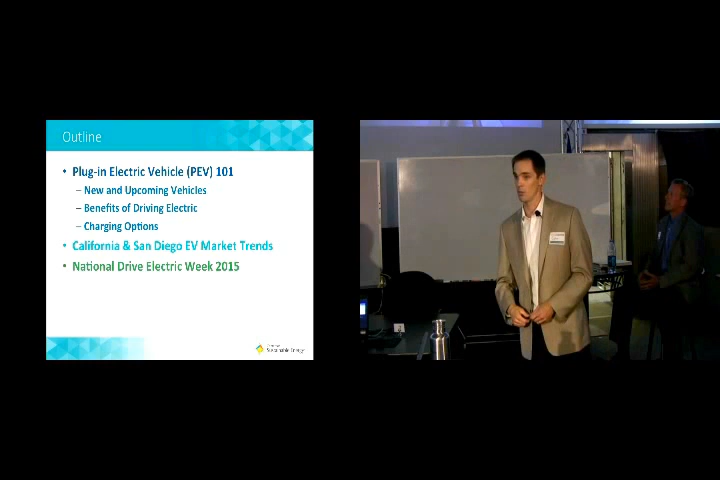 Outline
• Plug-in Electric Vehicle (PEV) 101
– New and Upcoming Vehicles
– Benefits of Driving Electric
– Charging Options
• California & San Diego EV Market Trends
• National Drive Electric Week 2015
Sustainable Energy